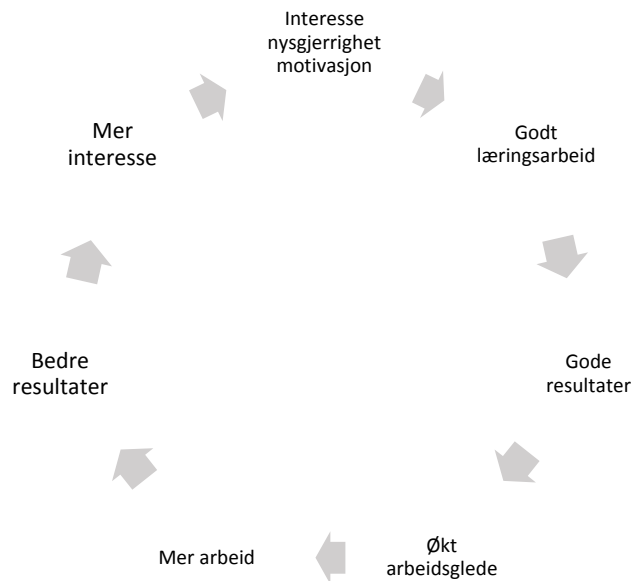 Interesse
nysgjerrighet
motivasjon
Godt
læringsarbeid
Gode
resultater
Økt
arbeidsglede
Mer arbeid
Bedre
resultater
Mer
interesse